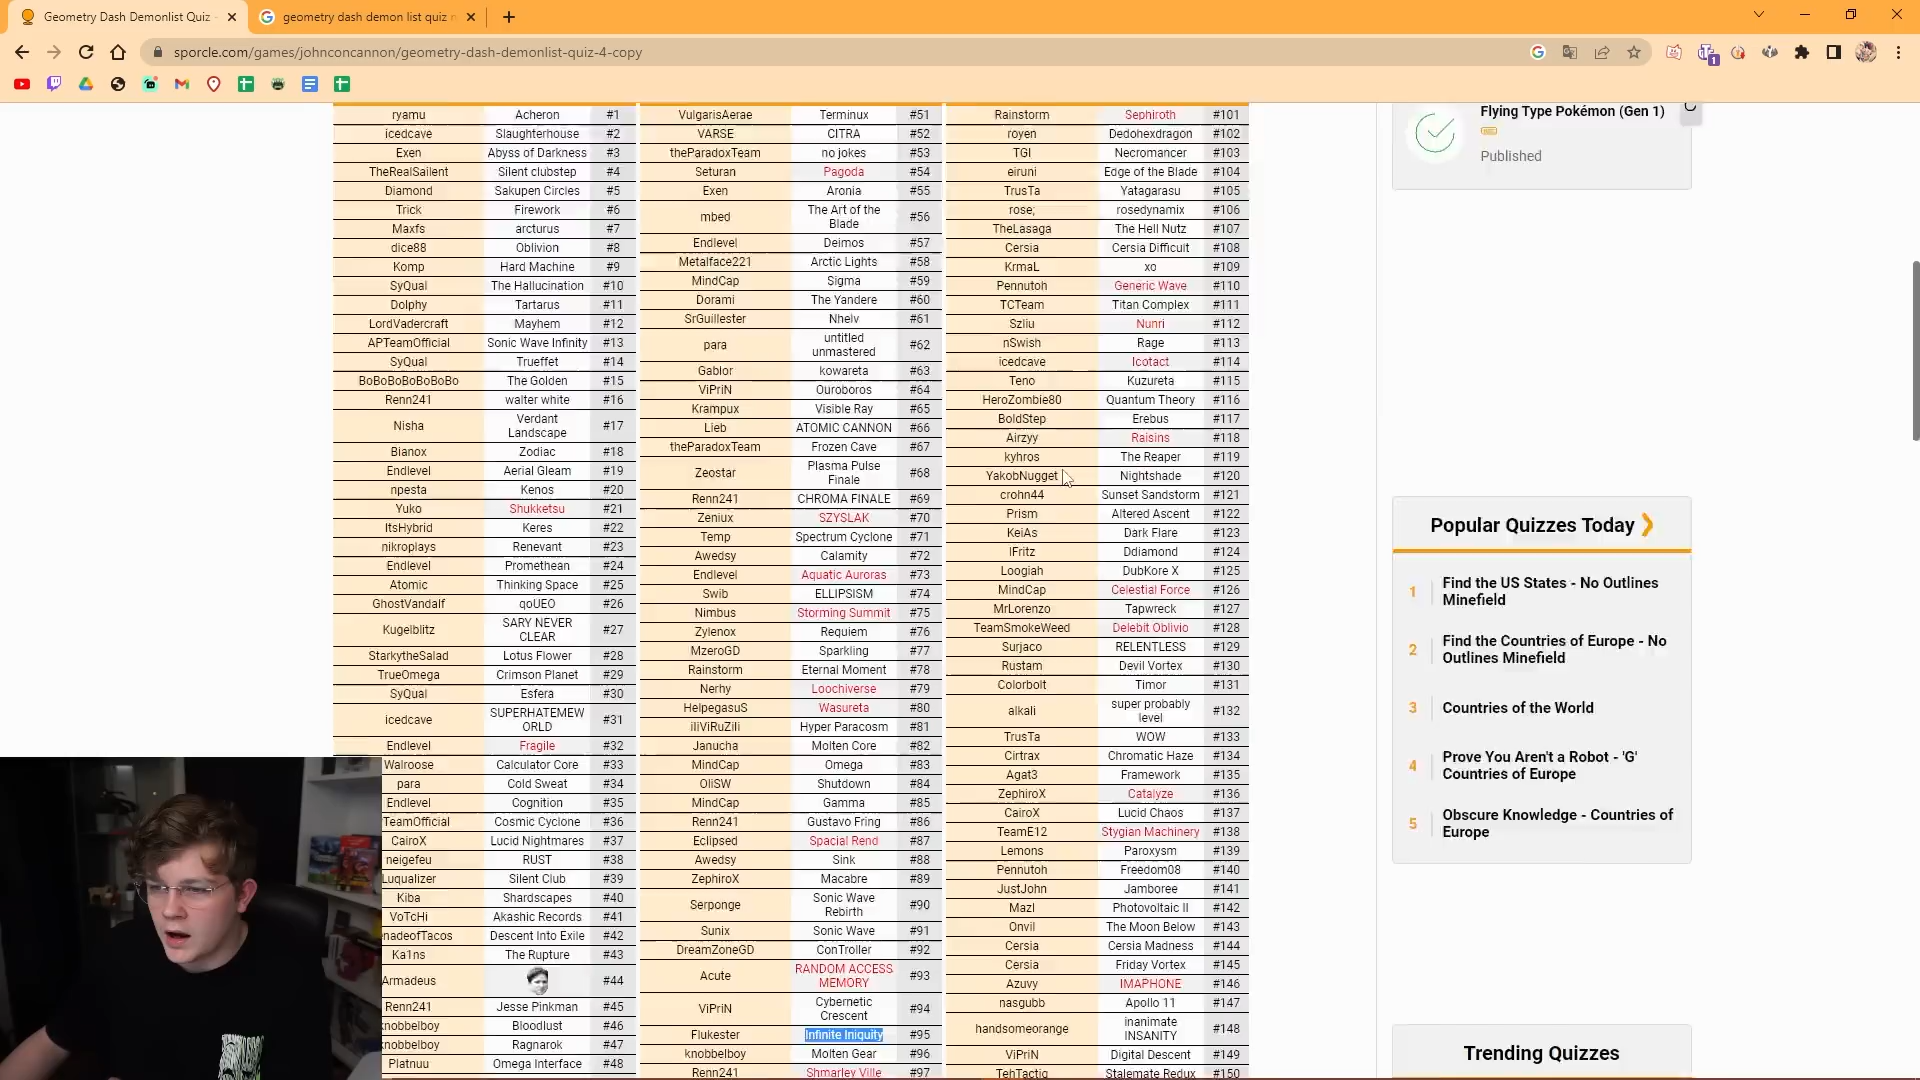 Geometry Dash Demonlist Quiz -
geometry dash demon list quiz n
sporcle.com/games/johnconcannon/geometry-dash-demonlist-quiz-4-copy
1
ryamu Acheron #1
icedcave Slaughterhouse #2
Exen Abyss of Darkness #3
TheRealSailent Silent clubstep #4
Diamond Sakupen Circles #5
Trick Firework #6
Maxfs arcturus #7
dice88 Oblivion #8
Komp Hard Machine #9
SyQual The Hallucination #10
Dolphy Tartarus #11
LordVadercraft Mayhem #12
APTeamOfficial Sonic Wave Infinity #13
SyQual Trueffet #14
BoBoBoBoBoBoBo The Golden #15
Renn241 walter white #16
Nisha Verdant
Landscape #17
Bianox Zodiac #18
Endlevel Aerial Gleam #19
npesta Kenos #20
Yuko Shukketsu #21
ItsHybrid Keres #22
nikroplays Renevant #23
Endlevel Promethean #24
Atomic Thinking Space #25
GhostVandalf qoUEO #26
Kugelblitz SARY NEVER
CLEAR #27
StarkytheSalad Lotus Flower #28
TrueOmega Crimson Planet #29
SyQual Esfera #30
icedcave SUPERHATEMEW
ORLD #31
Endlevel Fragile #32
Walroose Calculator Core #33
para Cold Sweat #34
Endlevel Cognition #35
TeamOfficial Cosmic Cyclone #36
CairoX Lucid Nightmares #37
neigefeu RUST #38
Luqualizer Silent Club #39
Kiba Shardscapes #40
VoTcHi Akashic Records #41
enadeofTacos Descent Into Exile #42
Ka1ns The Rupture #43
Armadeus #44
Renn241 Jesse Pinkman #45
knobbelboy Bloodlust #46
knobbelboy Ragnarok #47
Platnuu Omega Interface #48
VulgarisAerae Terminux #51
VARSE CITRA #52
theParadoxTeam no jokes #53
Seturan Pagoda #54
Exen Aronia #55
mbed The Art of the
Blade #56
Endlevel Deimos #57
Metalface221 Arctic Lights #58
MindCap Sigma #59
Dorami The Yandere #60
SrGuillester Nhelv #61
para untitled
unmastered #62
Gablor kowareta #63
ViPriN Ouroboros #64
Krampux Visible Ray #65
Lieb ATOMIC CANNON #66
theParadoxTeam Frozen Cave #67
Zeostar Plasma Pulse
Finale #68
Renn241 CHROMA FINALE #69
Zeniux SZYSLAK #70
Temp Spectrum Cyclone #71
Awedsy Calamity #72
Endlevel Aquatic Auroras #73
Swib ELLIPSISM #74
Nimbus Storming Summit #75
Zylenox Requiem #76
MzeroGD Sparkling #77
Rainstorm Eternal Moment #78
Nerhy Loochiverse #79
HelpegasuS Wasureta #80
iIiViRuZiIi Hyper Paracosm #81
Janucha Molten Core #82
MindCap Omega #83
OliSW Shutdown #84
MindCap Gamma #85
Renn241 Gustavo Fring #86
Eclipsed Spacial Rend #87
Awedsy Sink #88
ZephiroX Macabre #89
Serponge Sonic Wave
Rebirth #90
Sunix Sonic Wave #91
DreamZoneGD ConTroller #92
Acute RANDOM ACCESS
MEMORY #93
ViPriN Cybernetic
Crescent #94
Flukester Infinite Iniquity #95
knobbelboy Molten Gear #96
Renn241 Shmarley Ville #97
Rainstorm Sephiroth #101
royen Dedohexdragon #102
TGI Necromancer #103
eiruni Edge of the Blade #104
TrusTa Yatagarasu #105
rose; rosedynamix #106
TheLasaga The Hell Nutz #107
Cersia Cersia Difficult #108
KrmaL xo #109
Pennutoh Generic Wave #110
TCTeam Titan Complex #111
Szliu Nunri #112
nSwish Rage #113
icedcave Icotact #114
Teno Kuzureta #115
HeroZombie80 Quantum Theory #116
BoldStep Erebus #117
Airzyy Raisins #118
kyhros The Reaper #119
YakobNugget Nightshade #120
crohn44 Sunset Sandstorm #121
Prism Altered Ascent #122
KeiAs Dark Flare #123
IFritz Ddiamond #124
Loogiah DubKore X #125
MindCap Celestial Force #126
MrLorenzo Tapwreck #127
TeamSmokeWeed Delebit Oblivio #128
Surjaco RELENTLESS #129
Rustam Devil Vortex #130
Colorbolt Timor #131
alkali super probably
level #132
TrusTa WOW #133
Cirtrax Chromatic Haze #134
Agat3 Framework #135
ZephiroX Catalyze #136
CairoX Lucid Chaos #137
TeamE12 Stygian Machinery #138
Lemons Paroxysm #139
Pennutoh Freedom08 #140
JustJohn Jamboree #141
MazI Photovoltaic II #142
Onvil The Moon Below #143
Cersia Cersia Madness #144
Cersia Friday Vortex #145
Azuvy IMAPHONE #146
nasgubb Apollo 11 #147
handsomeorange inanimate
INSANITY #148
ViPriN Digital Descent #149
TehTactiq Stalemate Redux #150
Flying Type Pokémon (Gen 1)
Published
Popular Quizzes Today
1 Find the US States - No Outlines
Minefield
2 Find the Countries of Europe - No
Outlines Minefield
3 Countries of the World
4 Prove You Aren't a Robot - 'G'
Countries of Europe
5 Obscure Knowledge - Countries of
Europe
Trending Quizzes